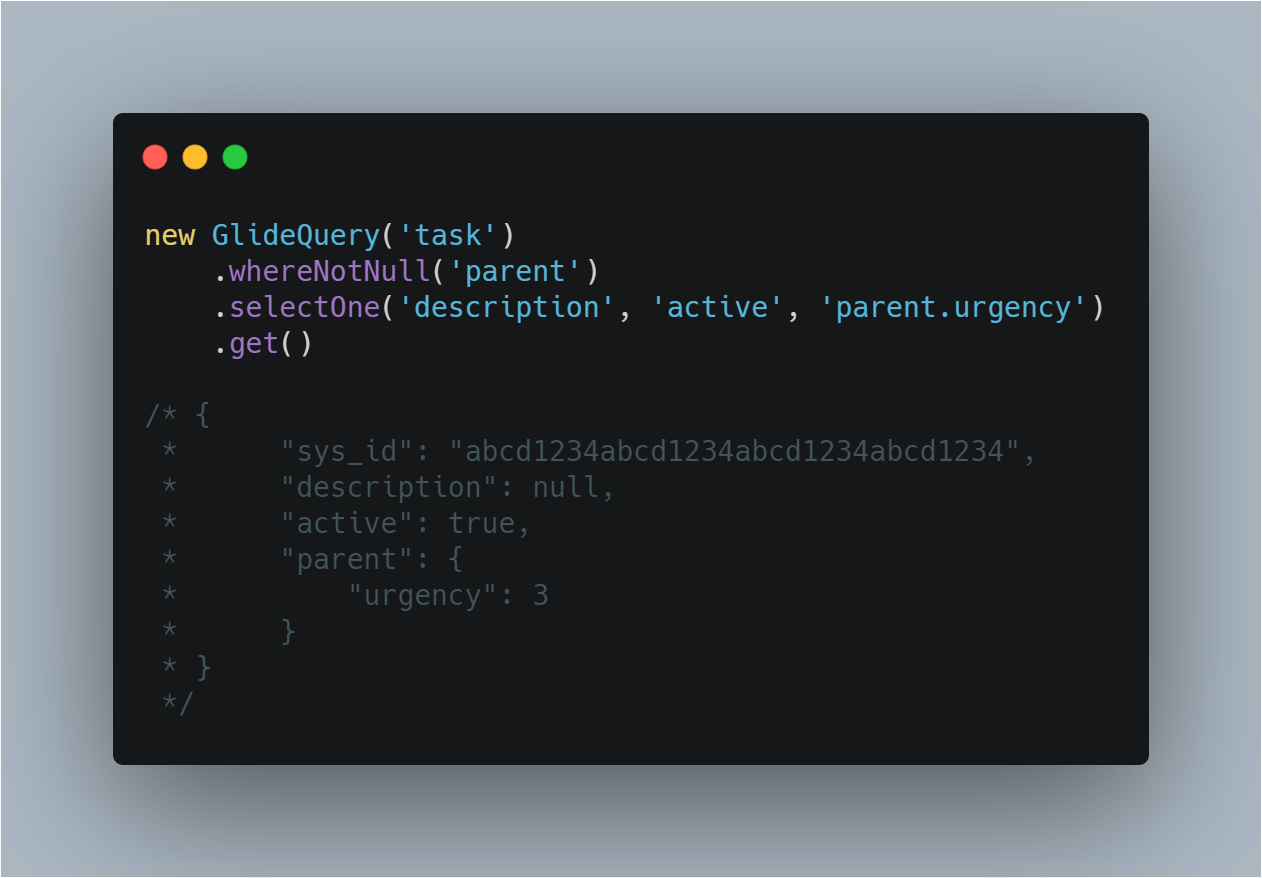 new GlideQuery('task')
    .whereNotNull('parent')
    .selectOne('description', 'active', 'parent.urgency')
    .get()

/* {
 *      "sys_id": "abcd1234abcd1234abcd1234abcd1234",
 *      "description": null,
 *      "active": true,
 *      "parent": {
 *          "urgency": 3
 *      }
 * }
 */